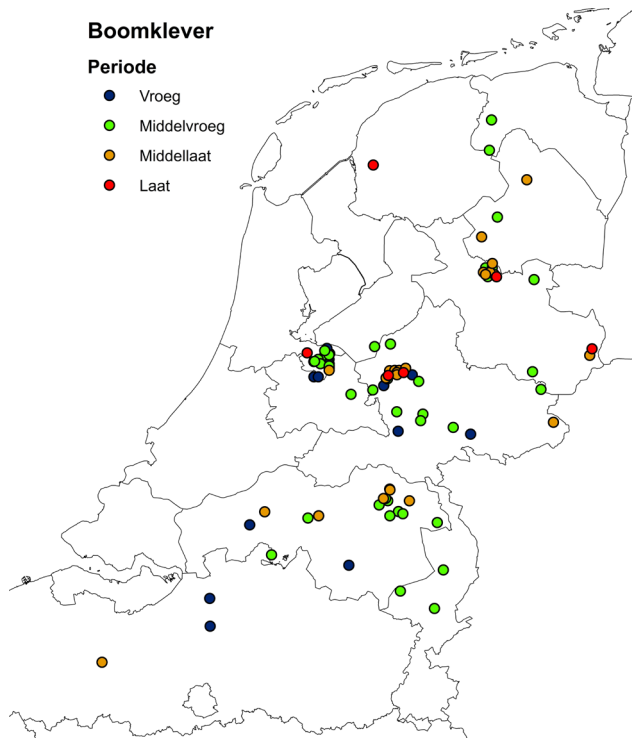 Boomklever
Periode
Vroeg
Middelvroeg
Middellaat
Laat